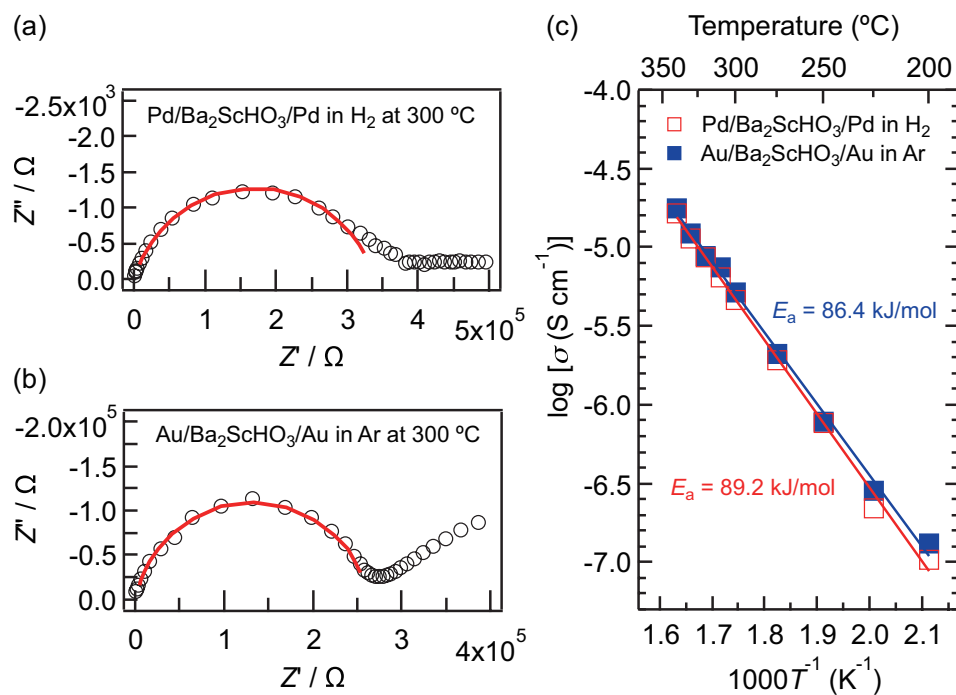 (a)
Pd/Ba₂ScHO₃/Pd in H₂ at 300 ºC
-2.5x10³
-2.0
-1.5
-1.0
-0.5
0.0
Z'' / Ω
0 1 2 3 4 5x10⁵
Z' / Ω
(b)
Au/Ba₂ScHO₃/Au in Ar at 300 ºC
-2.0x10⁵
-1.5
-1.0
-0.5
0.0
Z'' / Ω
0 1 2 3 4x10⁵
Z' / Ω
(c)
Temperature (ºC)
350 300 250 200
Pd/Ba₂ScHO₃/Pd in H₂
Au/Ba₂ScHO₃/Au in Ar
-4.0
-4.5
-5.0
-5.5
-6.0
-6.5
-7.0
log [σ (S cm⁻¹)]
Eₐ = 86.4 kJ/mol
Eₐ = 89.2 kJ/mol
1.6 1.7 1.8 1.9 2.0 2.1
1000T⁻¹ (K⁻¹)